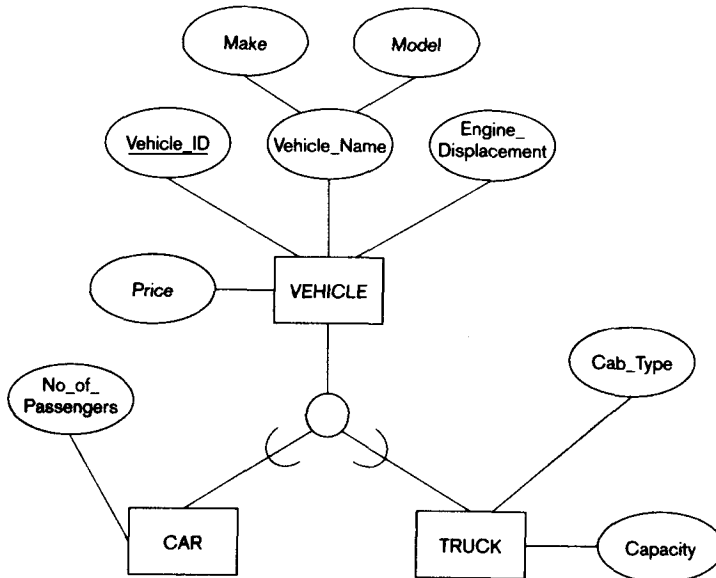 Make
Model
Vehicle_ID
Vehicle_Name
Engine_
Displacement
Price
VEHICLE
Cab_Type
No_of_
Passengers
CAR
TRUCK
Capacity